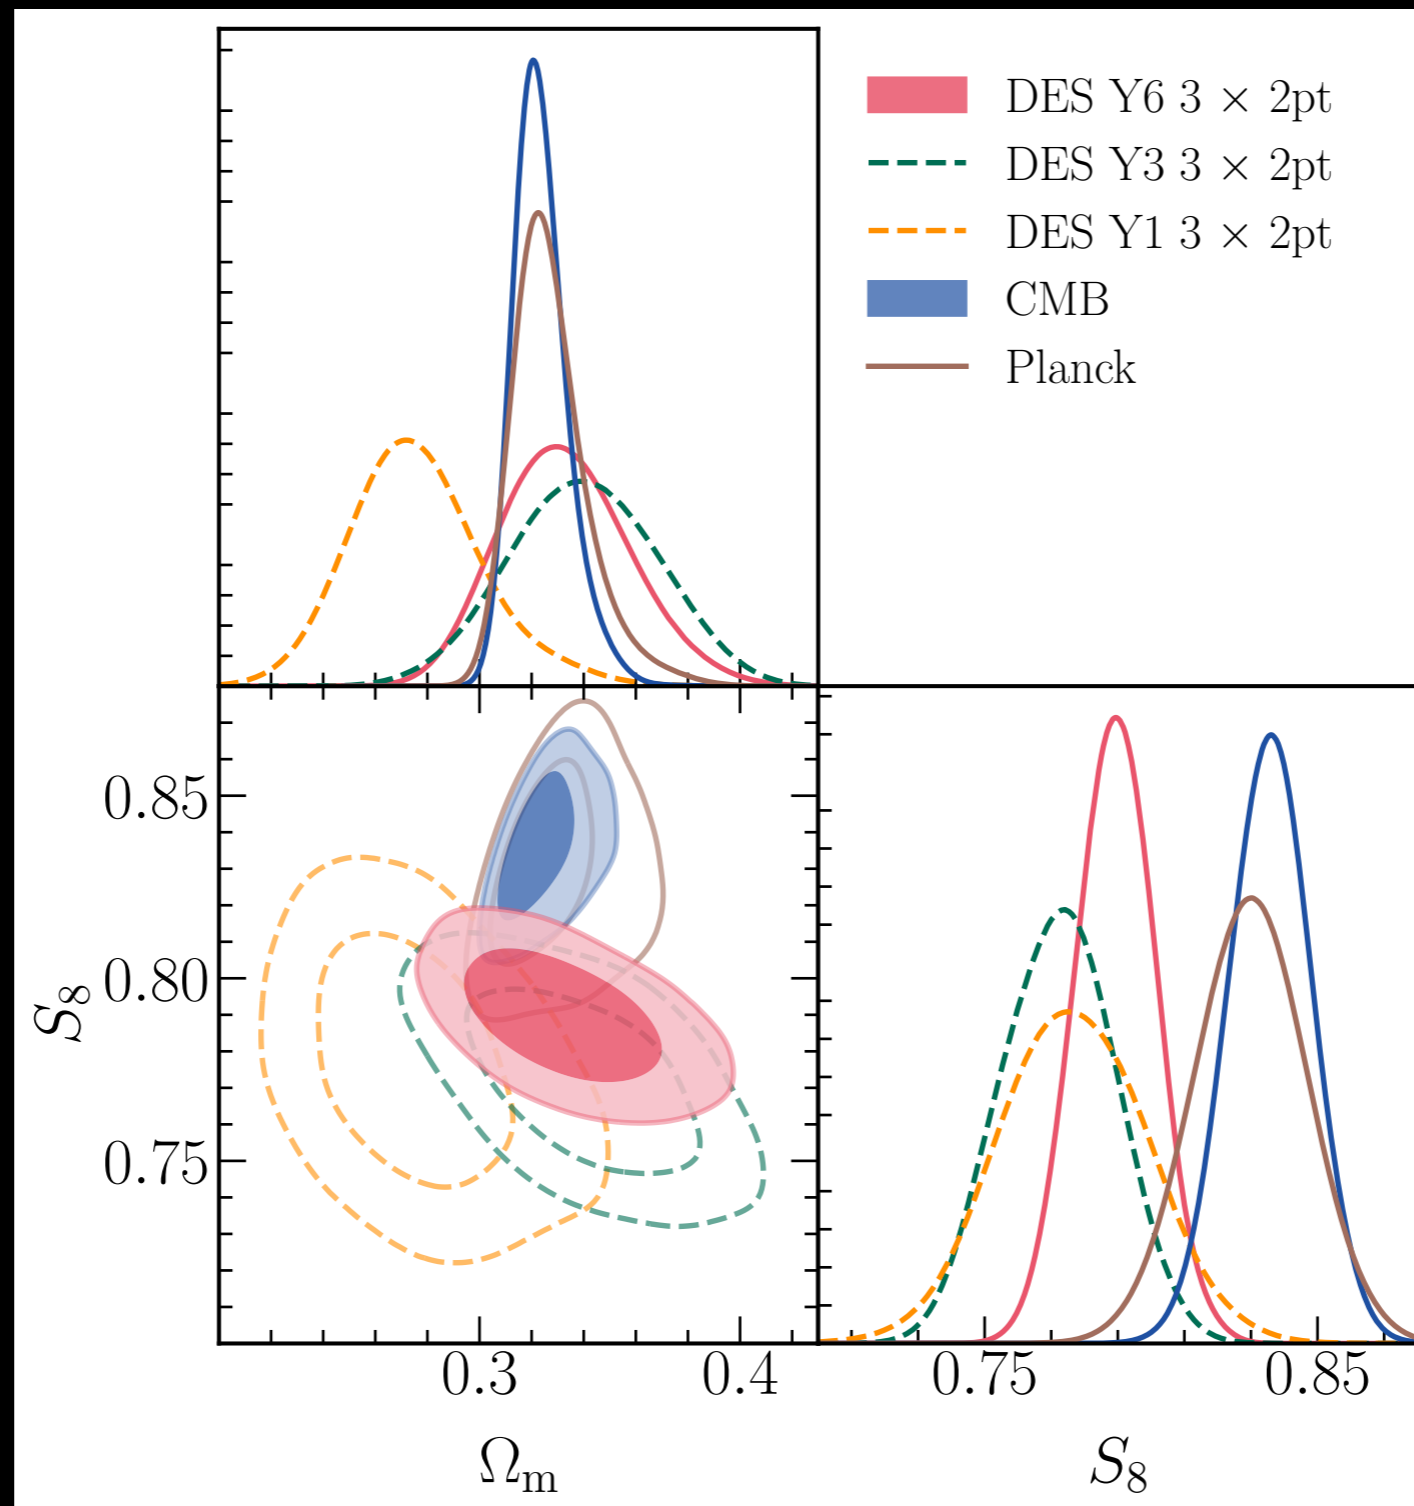 DES Y6 3 × 2pt
DES Y3 3 × 2pt
DES Y1 3 × 2pt
CMB
Planck
0.85
0.80
0.75
S₈
0.3 0.4 0.75 0.85
Ωₘ S₈